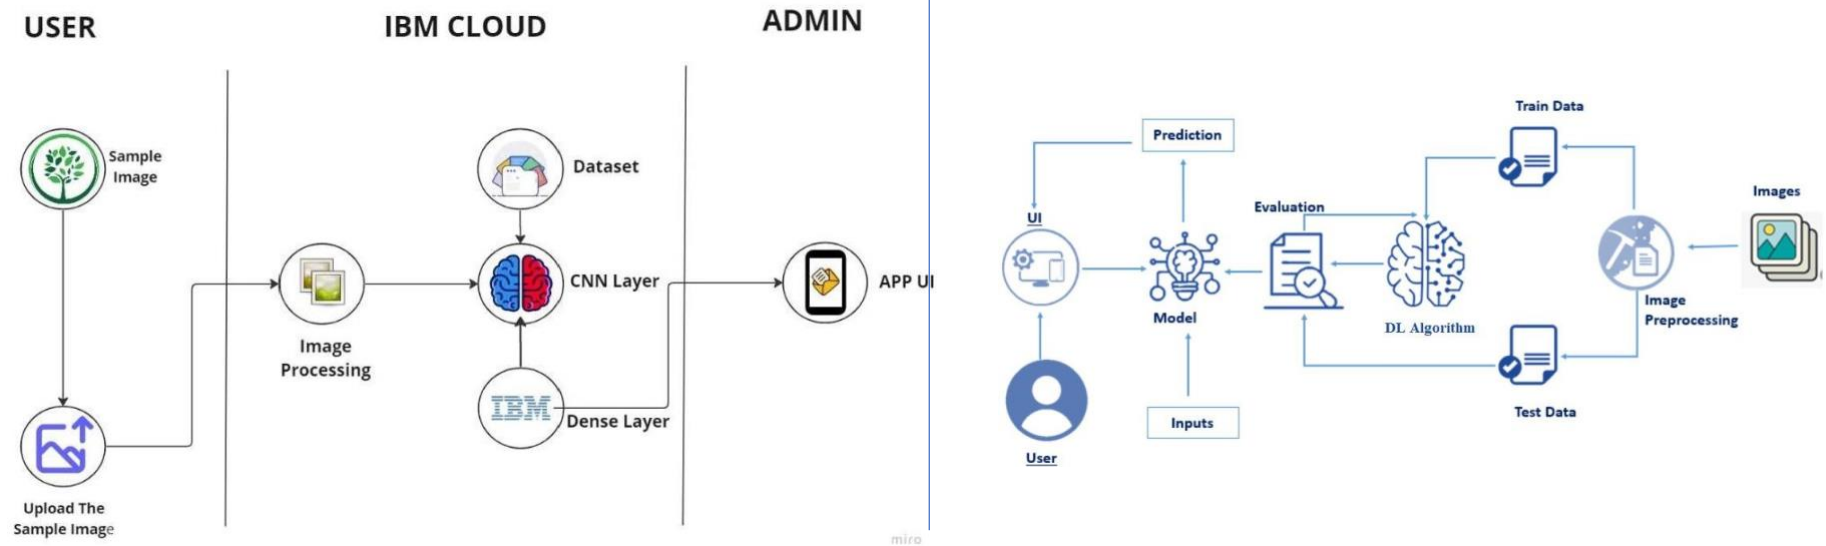 USER
IBM CLOUD
ADMIN
Sample
Image
Dataset
CNN Layer
APP UI
Image
Processing
IBM
Dense Layer
Upload The
Sample Image
miro
Train Data
Prediction
Images
Evaluation
UI
Image
Preprocessing
Model
DL Algorithm
Inputs
Test Data
User